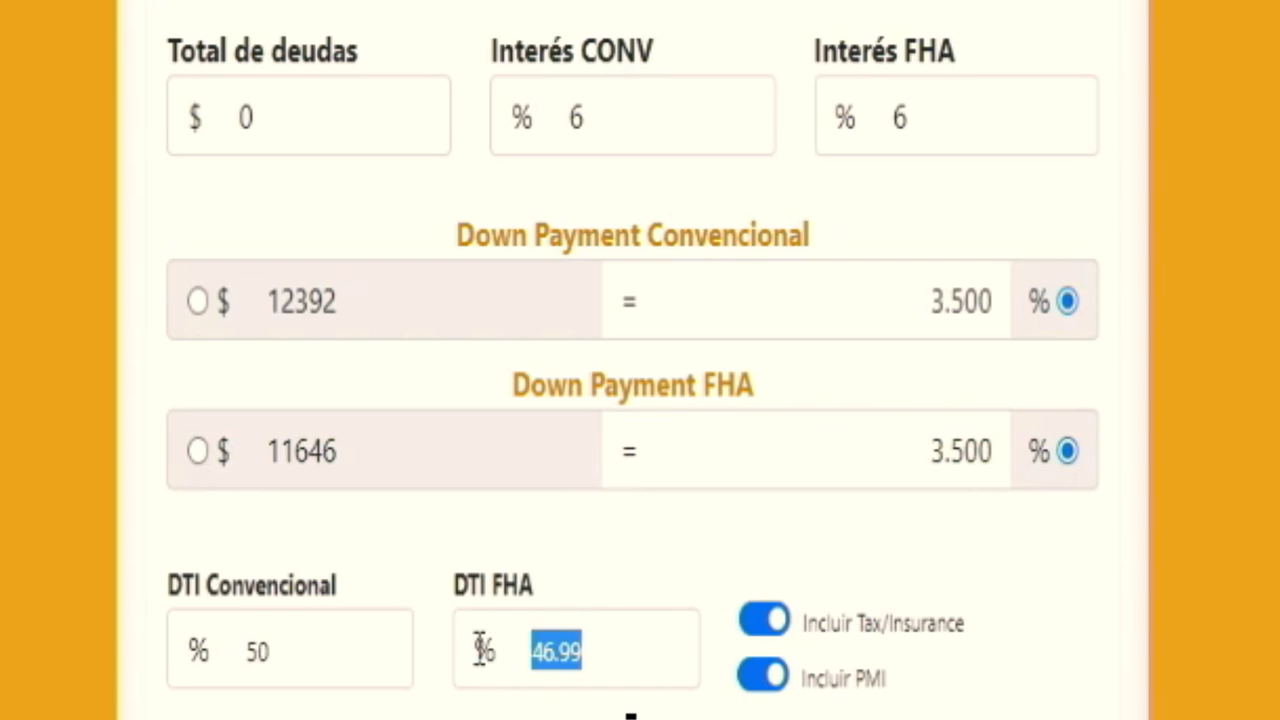 Total de deudas Interés CONV Interés FHA
$ 0 % 6 % 6
Down Payment Convencional
$ 12392 = 3.500 %
Down Payment FHA
$ 11646 = 3.500 %
DTI Convencional DTI FHA
% 50 % 46.99
Incluir Tax/Insurance
Incluir PMI